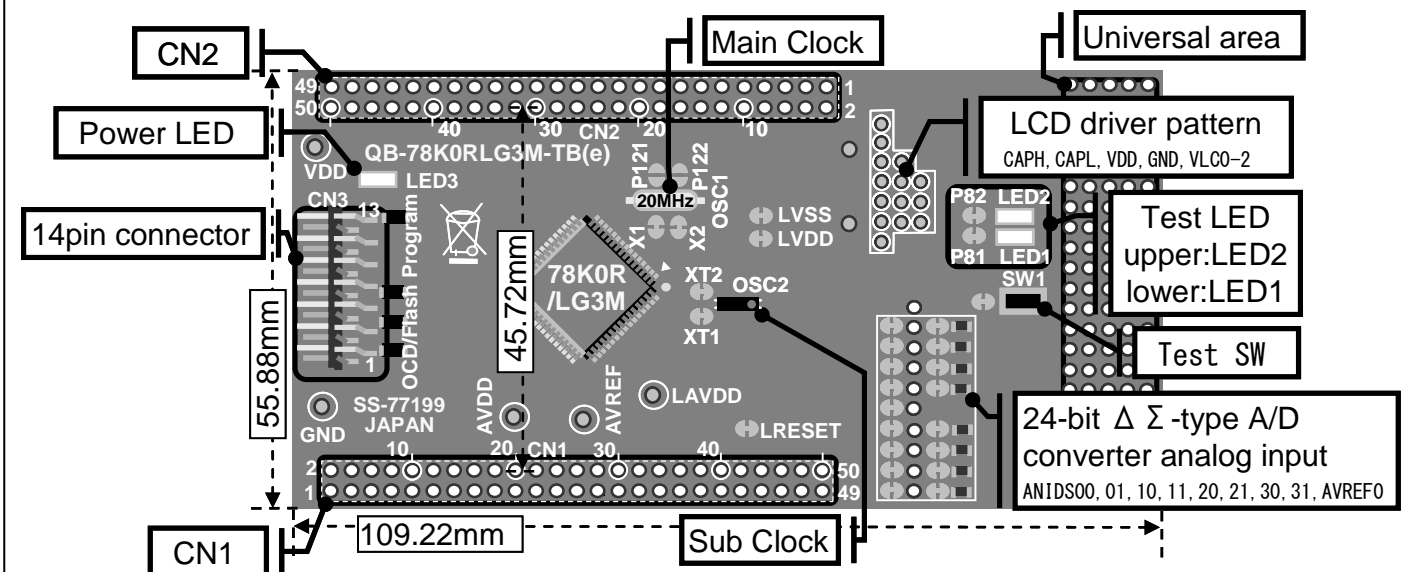 CN2
Main Clock
Universal area
49
1
50
2
40
30
CN2
20
10
Power LED
LCD driver pattern
CAPH, CAPL, VDD, GND, VLC0-2
QB-78K0RLG3M-TB(e)
VDD
LED3
P121
P122
OSC1
20MHz
X1
X2
LVSS
LVDD
P82
LED2
P81
LED1
SW1
Test LED
upper:LED2
lower:LED1
14pin connector
CN3
13
1
OCD/Flash Program
78K0R
/LG3M
XT2
OSC2
XT1
45.72mm
55.88mm
Test SW
SS-77199
JAPAN
GND
AVDD
AVREF
LAVDD
LRESET
24-bit ΔΣ-type A/D
converter analog input
ANIDS00, 01, 10, 11, 20, 21, 30, 31, AVREF0
10
20
CN1
30
40
2
50
1
49
109.22mm
CN1
Sub Clock